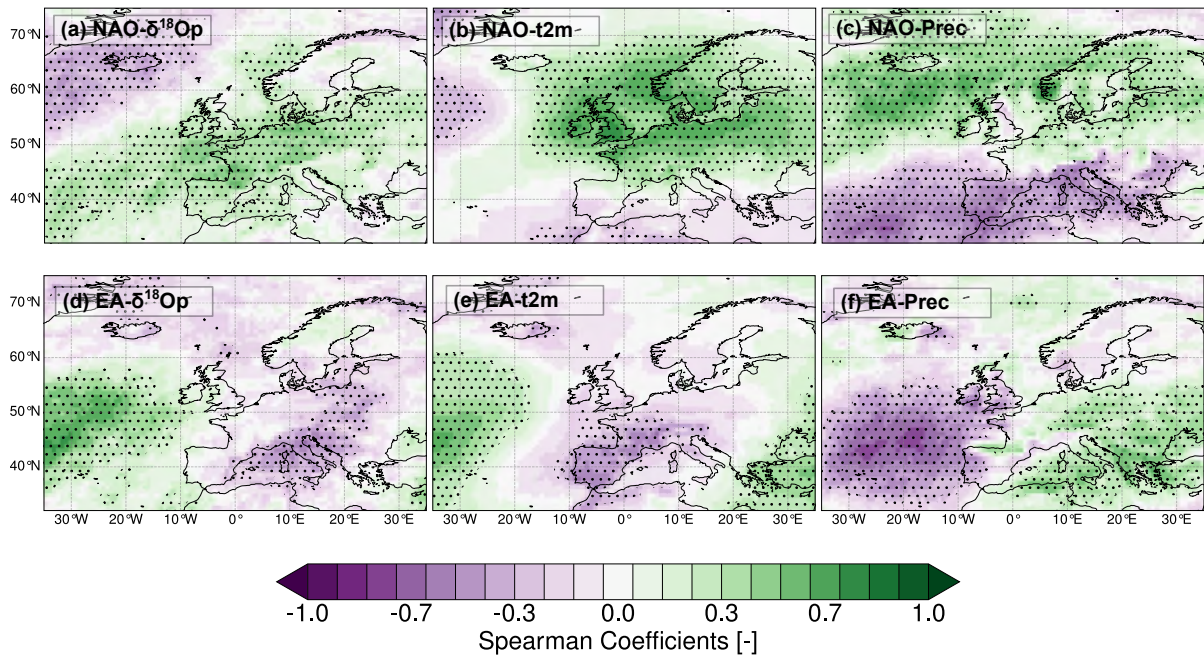 (a) NAO-δ¹⁸Op
(b) NAO-t2m
(c) NAO-Prec
70°N
60°N
50°N
40°N
(d) EA-δ¹⁸Op
(e) EA-t2m
(f) EA-Prec
70°N
60°N
50°N
40°N
30°W 20°W 10°W 0° 10°E 20°E 30°E
30°W 20°W 10°W 0° 10°E 20°E 30°E
30°W 20°W 10°W 0° 10°E 20°E 30°E
-1.0 -0.7 -0.3 0.0 0.3 0.7 1.0
Spearman Coefficients [-]